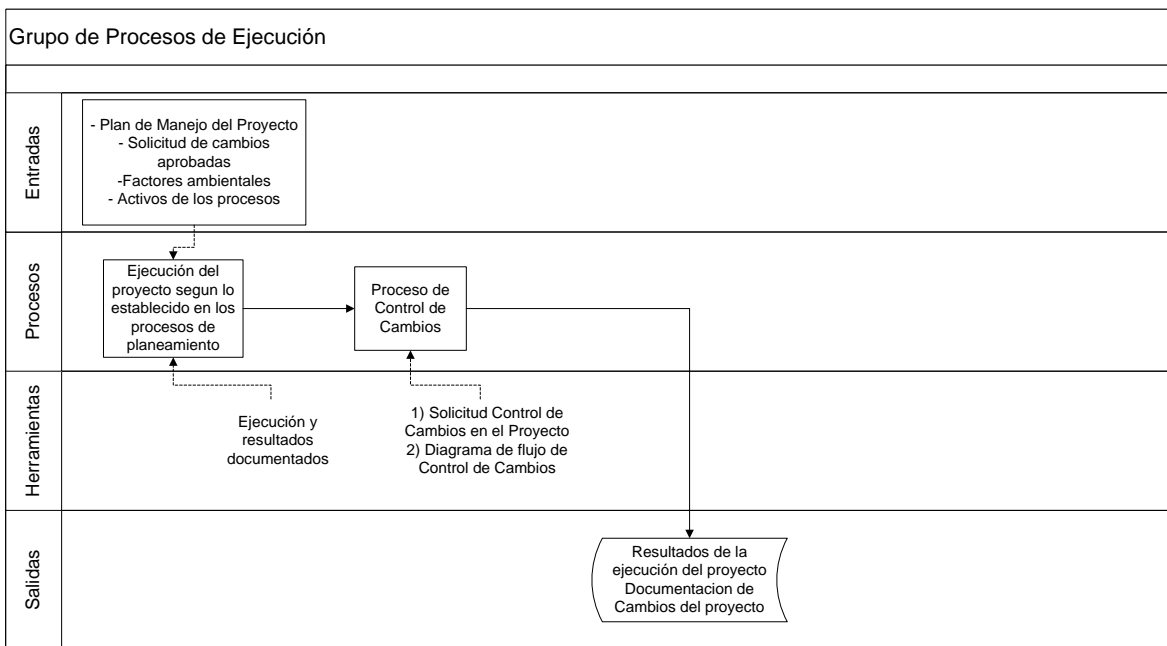 Grupo de Procesos de Ejecución
Entradas
- Plan de Manejo del Proyecto
- Solicitud de cambios
aprobadas
-Factores ambientales
- Activos de los procesos
Procesos
Ejecución del
proyecto segun lo
establecido en los
procesos de
planeamiento
Proceso de
Control de
Cambios
Herramientas
Ejecución y
resultados
documentados
1) Solicitud Control de
Cambios en el Proyecto
2) Diagrama de flujo de
Control de Cambios
Salidas
Resultados de la
ejecución del proyecto
Documentacion de
Cambios del proyecto